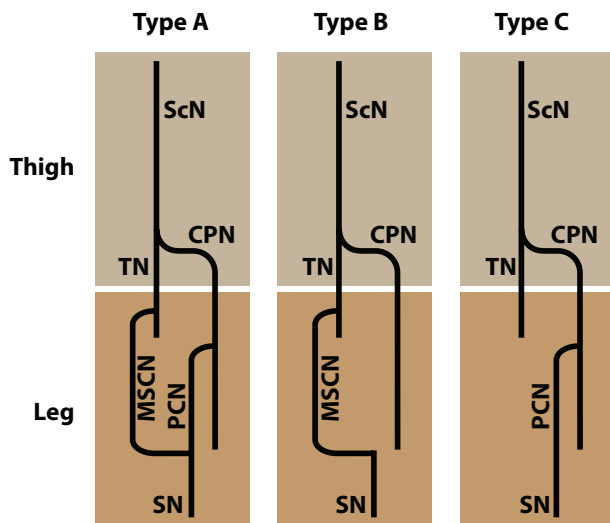 Type A Type B Type C
ScN ScN ScN
Thigh
CPN CPN CPN
TN TN TN
MSCN PCN MSCN PCN
Leg
SN SN SN